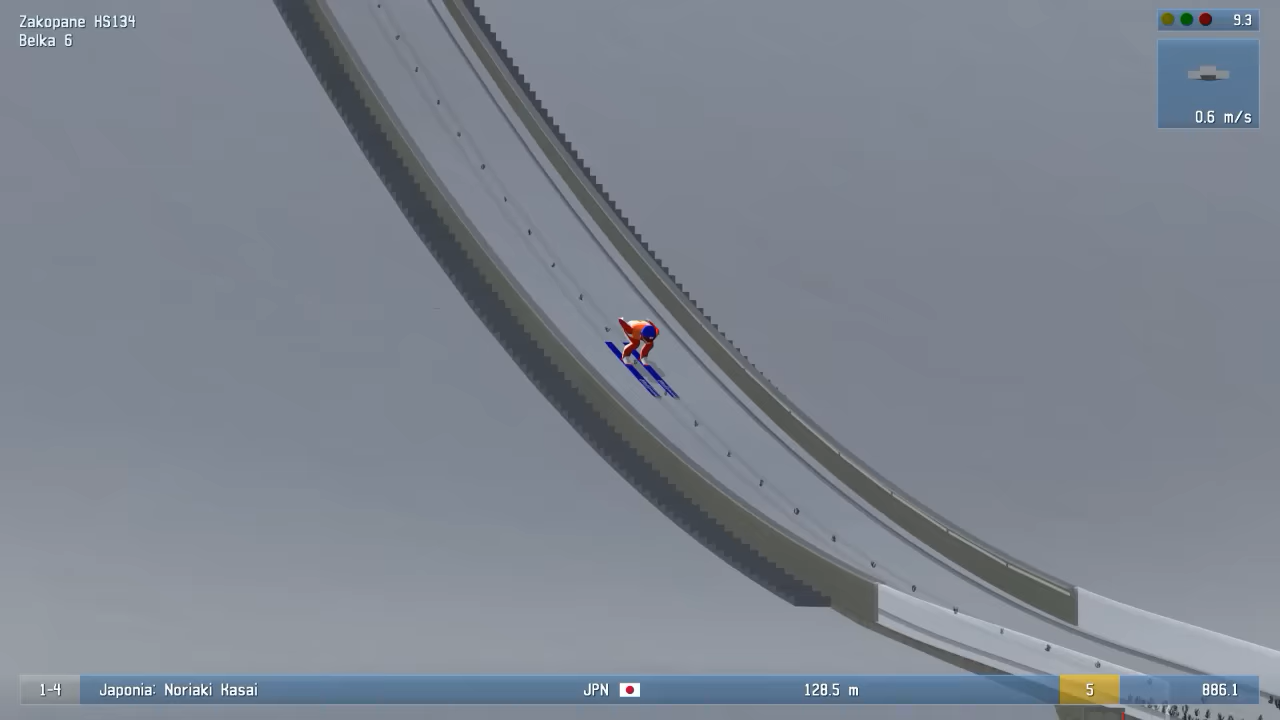 Zakopane HS134
Belka 6
9.3
0.6 m/s
1-4 Japonia: Noriaki Kasai JPN 128.5 m 5 886.1